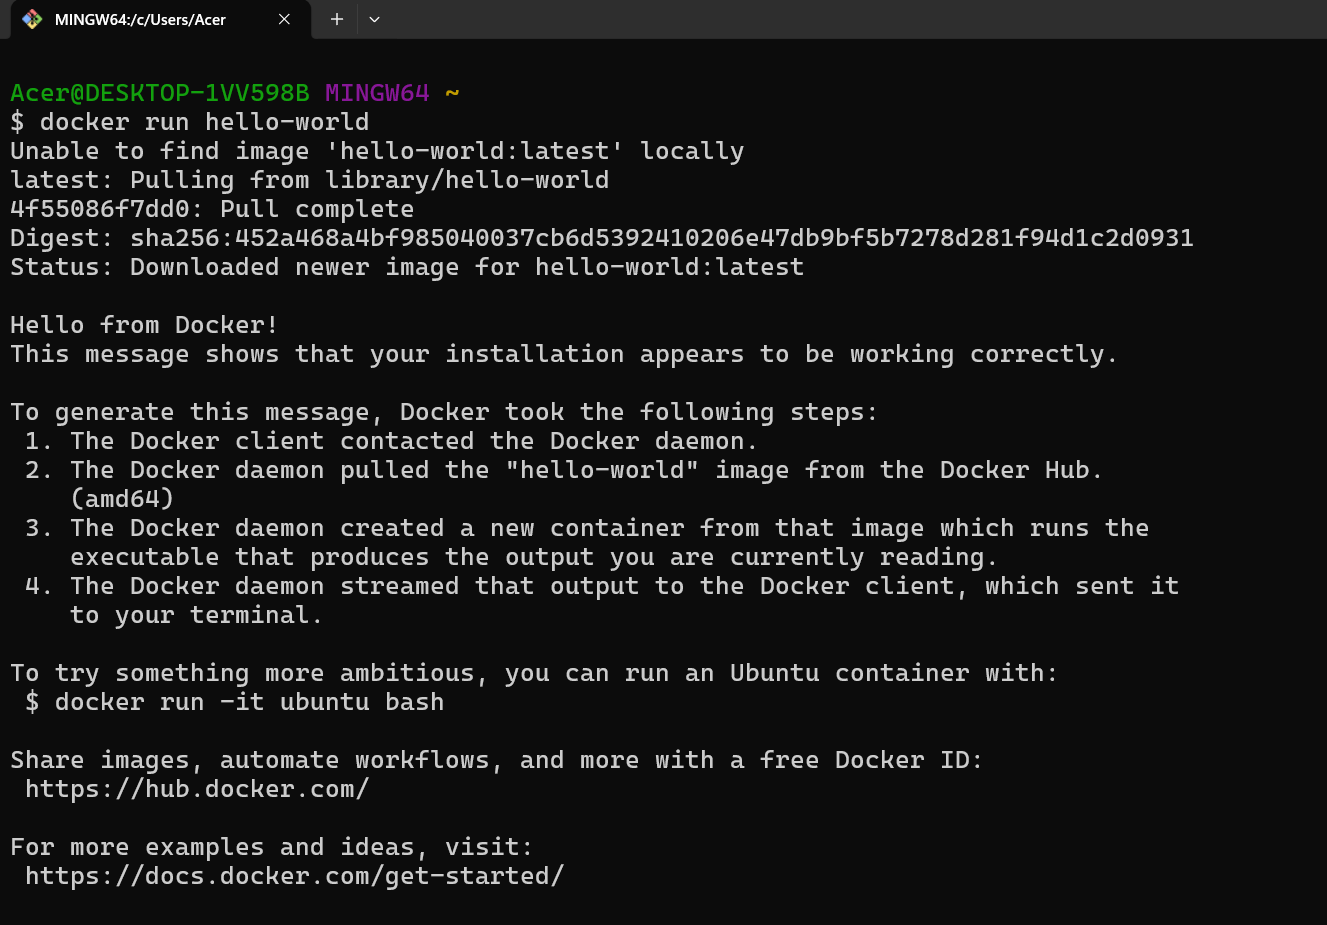 MINGW64:/c/Users/Acer
Acer@DESKTOP-1VV598B MINGW64 ~
$ docker run hello-world
Unable to find image 'hello-world:latest' locally
latest: Pulling from library/hello-world
4f55086f7dd0: Pull complete
Digest: sha256:452a468a4bf985040037cb6d5392410206e47db9bf5b7278d281f94d1c2d0931
Status: Downloaded newer image for hello-world:latest

Hello from Docker!
This message shows that your installation appears to be working correctly.

To generate this message, Docker took the following steps:
 1. The Docker client contacted the Docker daemon.
 2. The Docker daemon pulled the "hello-world" image from the Docker Hub.
    (amd64)
 3. The Docker daemon created a new container from that image which runs the
    executable that produces the output you are currently reading.
 4. The Docker daemon streamed that output to the Docker client, which sent it
    to your terminal.

To try something more ambitious, you can run an Ubuntu container with:
 $ docker run -it ubuntu bash

Share images, automate workflows, and more with a free Docker ID:
 https://hub.docker.com/

For more examples and ideas, visit:
 https://docs.docker.com/get-started/